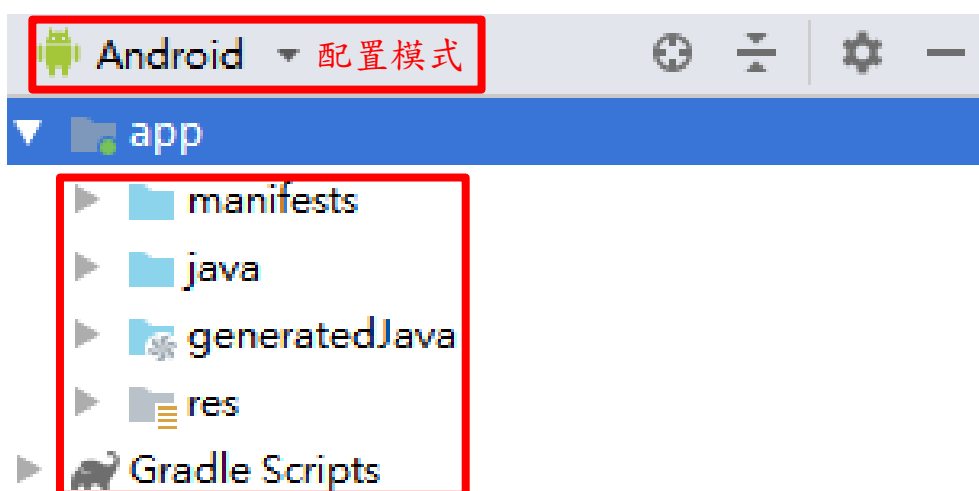 Android 配置模式
app
manifests
java
generatedJava
res
Gradle Scripts